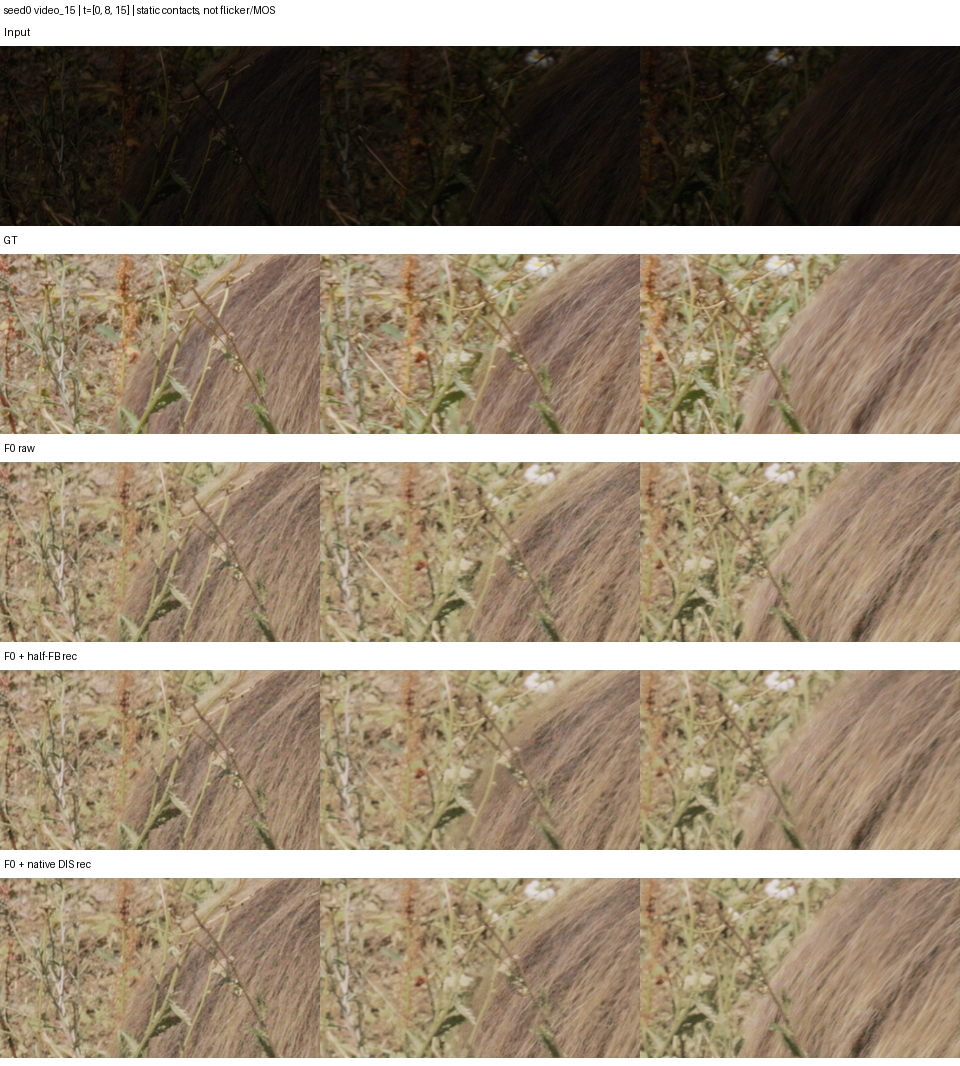 seed0 video_15 | t=[0, 8, 15] | static contacts, not flicker/MOS
Input
GT
F0 raw
F0 + half-FB rec
F0 + native DIS rec